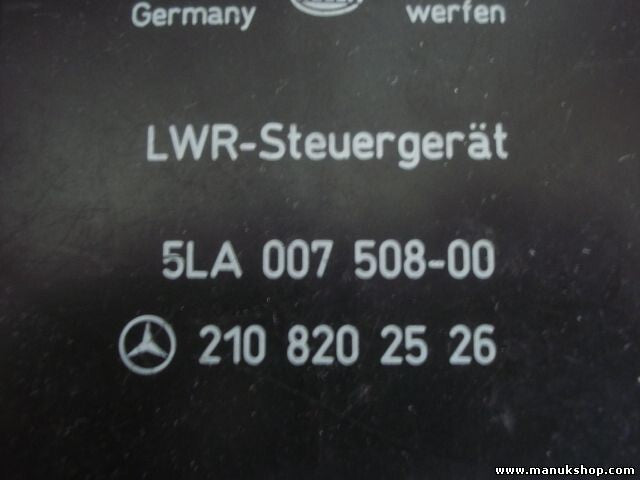 Germany werfen
LWR-Steuergerät
5LA 007 508-00
210 820 25 26
www.manukshop.com